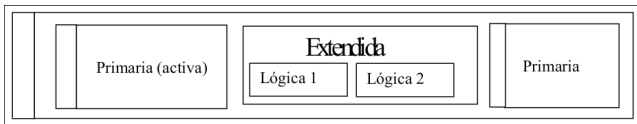 Primaria (activa)
Extendida
Lógica 1
Lógica 2
Primaria